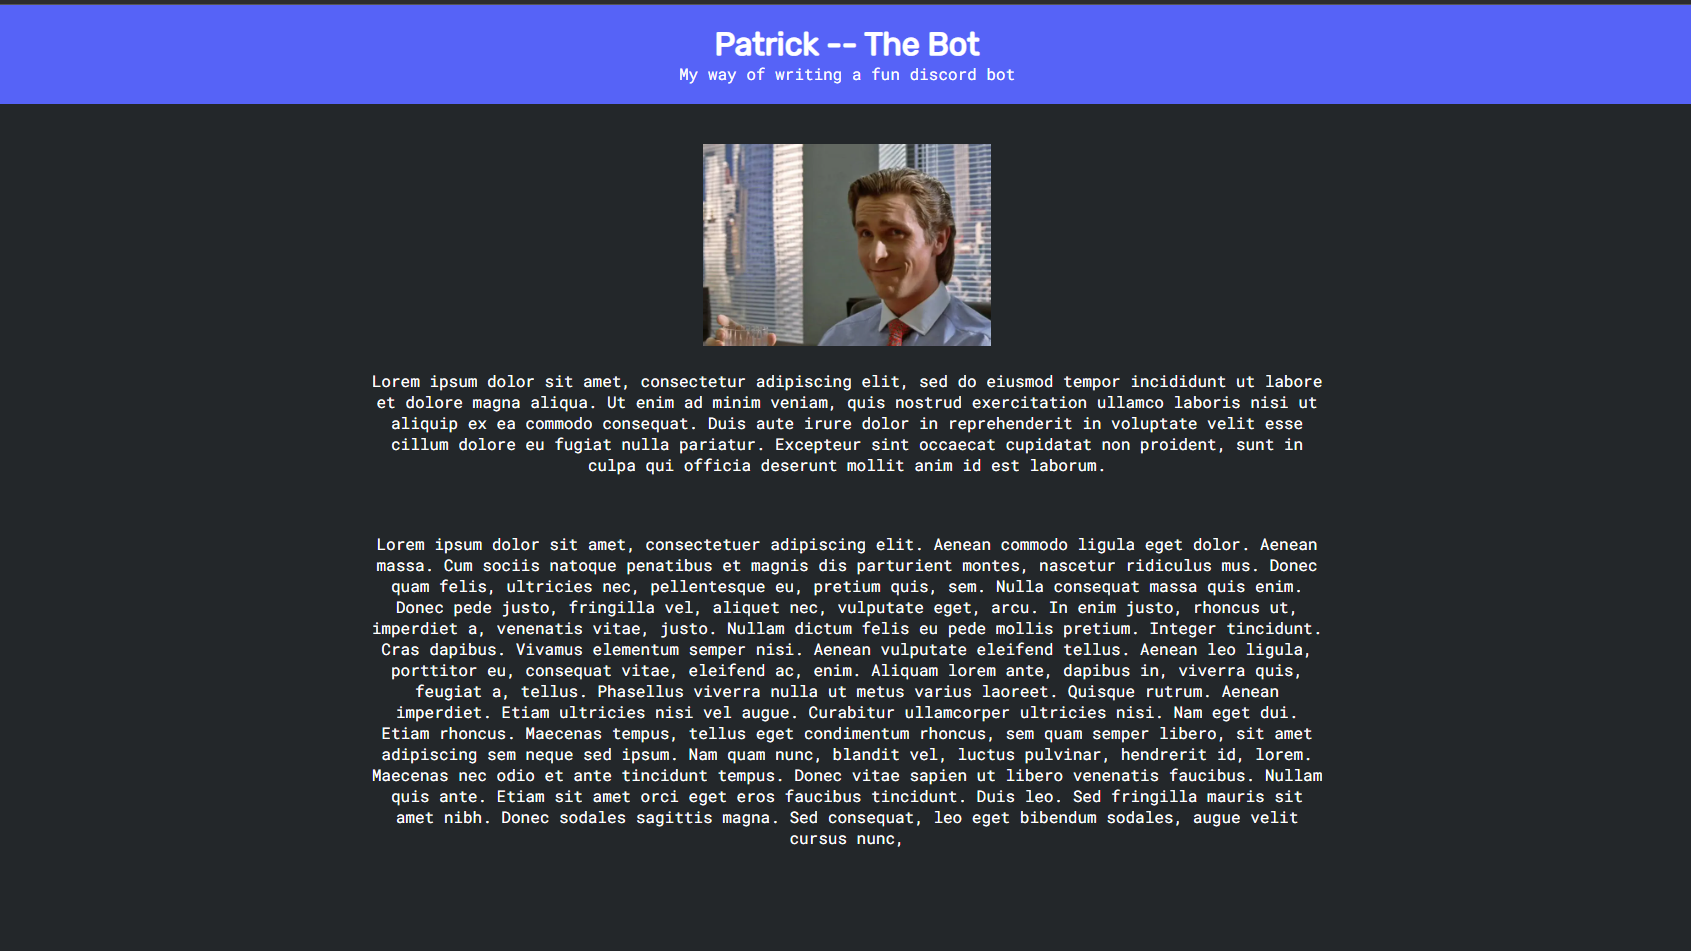 Patrick -- The Bot
My way of writing a fun discord bot
Lorem ipsum dolor sit amet, consectetur adipiscing elit, sed do eiusmod tempor incididunt ut labore
et dolore magna aliqua. Ut enim ad minim veniam, quis nostrud exercitation ullamco laboris nisi ut
aliquip ex ea commodo consequat. Duis aute irure dolor in reprehenderit in voluptate velit esse
cillum dolore eu fugiat nulla pariatur. Excepteur sint occaecat cupidatat non proident, sunt in
culpa qui officia deserunt mollit anim id est laborum.
Lorem ipsum dolor sit amet, consectetuer adipiscing elit. Aenean commodo ligula eget dolor. Aenean
massa. Cum sociis natoque penatibus et magnis dis parturient montes, nascetur ridiculus mus. Donec
quam felis, ultricies nec, pellentesque eu, pretium quis, sem. Nulla consequat massa quis enim.
Donec pede justo, fringilla vel, aliquet nec, vulputate eget, arcu. In enim justo, rhoncus ut,
imperdiet a, venenatis vitae, justo. Nullam dictum felis eu pede mollis pretium. Integer tincidunt.
Cras dapibus. Vivamus elementum semper nisi. Aenean vulputate eleifend tellus. Aenean leo ligula,
porttitor eu, consequat vitae, eleifend ac, enim. Aliquam lorem ante, dapibus in, viverra quis,
feugiat a, tellus. Phasellus viverra nulla ut metus varius laoreet. Quisque rutrum. Aenean
imperdiet. Etiam ultricies nisi vel augue. Curabitur ullamcorper ultricies nisi. Nam eget dui.
Etiam rhoncus. Maecenas tempus, tellus eget condimentum rhoncus, sem quam semper libero, sit amet
adipiscing sem neque sed ipsum. Nam quam nunc, blandit vel, luctus pulvinar, hendrerit id, lorem.
Maecenas nec odio et ante tincidunt tempus. Donec vitae sapien ut libero venenatis faucibus. Nullam
quis ante. Etiam sit amet orci eget eros faucibus tincidunt. Duis leo. Sed fringilla mauris sit
amet nibh. Donec sodales sagittis magna. Sed consequat, leo eget bibendum sodales, augue velit
cursus nunc,